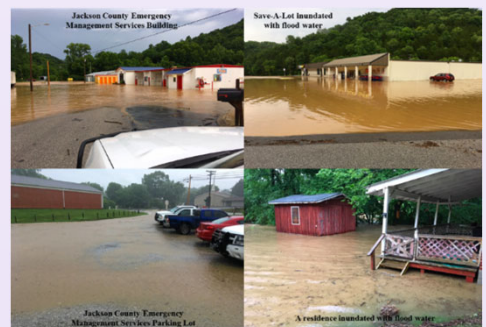 Jackson County Emergency
Management Services Building
Save-A-Lot inundated
with flood water
Jackson County Emergency
Management Services Parking Lot
A residence inundated with flood water